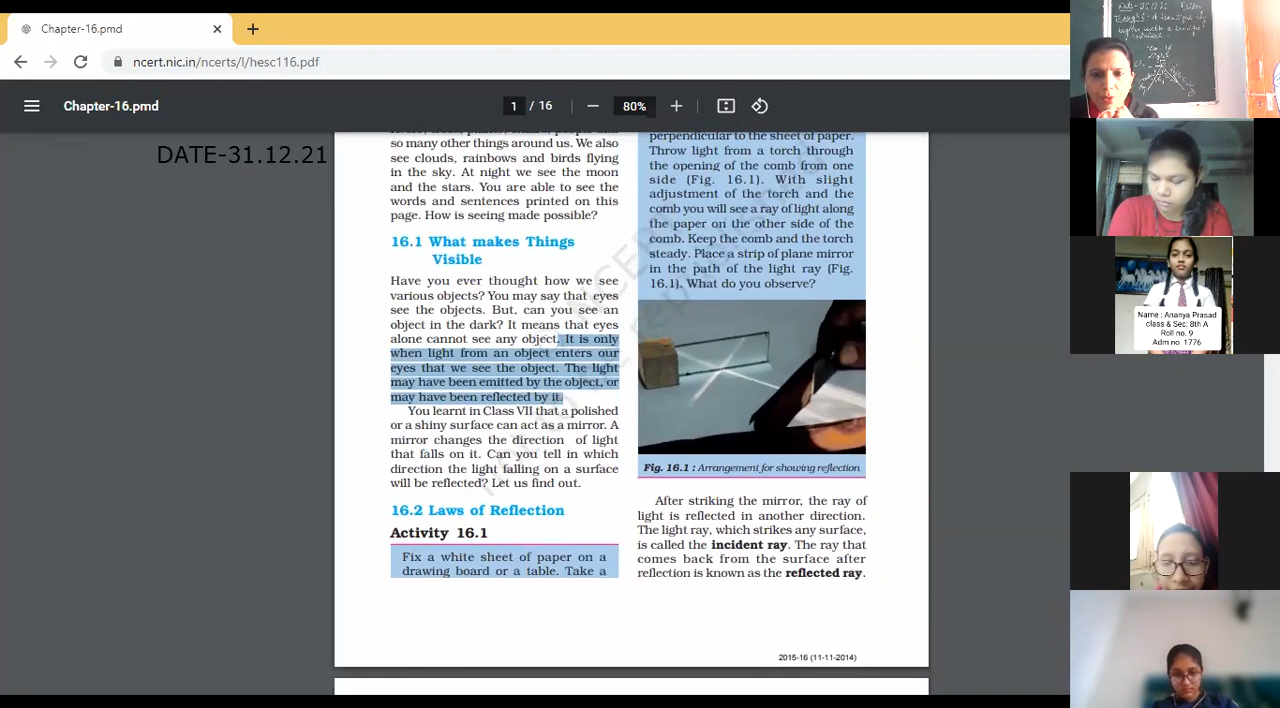 Chapter-16.pmd
ncert.nic.in/ncerts/l/hesc116.pdf
Chapter-16.pmd
1 / 16
80%
DATE-31.12.21
so many other things around us. We also
see clouds, rainbows and birds flying
in the sky. At night we see the moon
and the stars. You are able to see the
words and sentences printed on this
page. How is seeing made possible?
16.1 What makes Things
Visible
Have you ever thought how we see
various objects? You may say that eyes
see the objects. But, can you see an
object in the dark? It means that eyes
alone cannot see any object. It is only
when light from an object enters our
eyes that we see the object. The light
may have been emitted by the object, or
may have been reflected by it.
You learnt in Class VII that a polished
or a shiny surface can act as a mirror. A
mirror changes the direction of light
that falls on it. Can you tell in which
direction the light falling on a surface
will be reflected? Let us find out.
16.2 Laws of Reflection
Activity 16.1
Fix a white sheet of paper on a
drawing board or a table. Take a
perpendicular to the sheet of paper.
Throw light from a torch through
the opening of the comb from one
side (Fig. 16.1). With slight
adjustment of the torch and the
comb you will see a ray of light along
the paper on the other side of the
comb. Keep the comb and the torch
steady. Place a strip of plane mirror
in the path of the light ray (Fig.
16.1). What do you observe?
Fig. 16.1 : Arrangement for showing reflection
After striking the mirror, the ray of
light is reflected in another direction.
The light ray, which strikes any surface,
is called the incident ray. The ray that
comes back from the surface after
reflection is known as the reflected ray.
2015-16 (11-11-2014)
Name : Ananya Prasad
class & Sec: 8th A
Roll no. 9
Adm no 1776